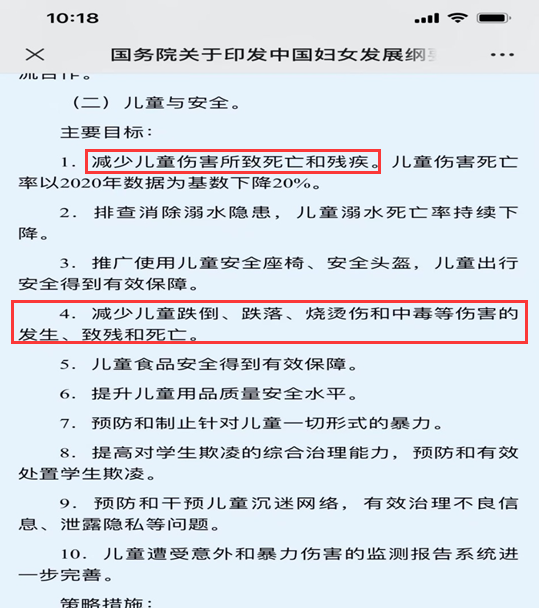 10:18
国务院关于印发中国妇女发展纲
流合作。
（二）儿童与安全。
主要目标：
1．减少儿童伤害所致死亡和残疾。儿童伤害死亡
率以2020年数据为基数下降20%。
2．排查消除溺水隐患，儿童溺水死亡率持续下
降。
3．推广使用儿童安全座椅、安全头盔，儿童出行
安全得到有效保障。
4．减少儿童跌倒、跌落、烧烫伤和中毒等伤害的
发生、致残和死亡。
5．儿童食品安全得到有效保障。
6．提升儿童用品质量安全水平。
7．预防和制止针对儿童一切形式的暴力。
8．提高对学生欺凌的综合治理能力，预防和有效
处置学生欺凌。
9．预防和干预儿童沉迷网络，有效治理不良信
息、泄露隐私等问题。
10．儿童遭受意外和暴力伤害的监测报告系统进
一步完善。
策略措施：